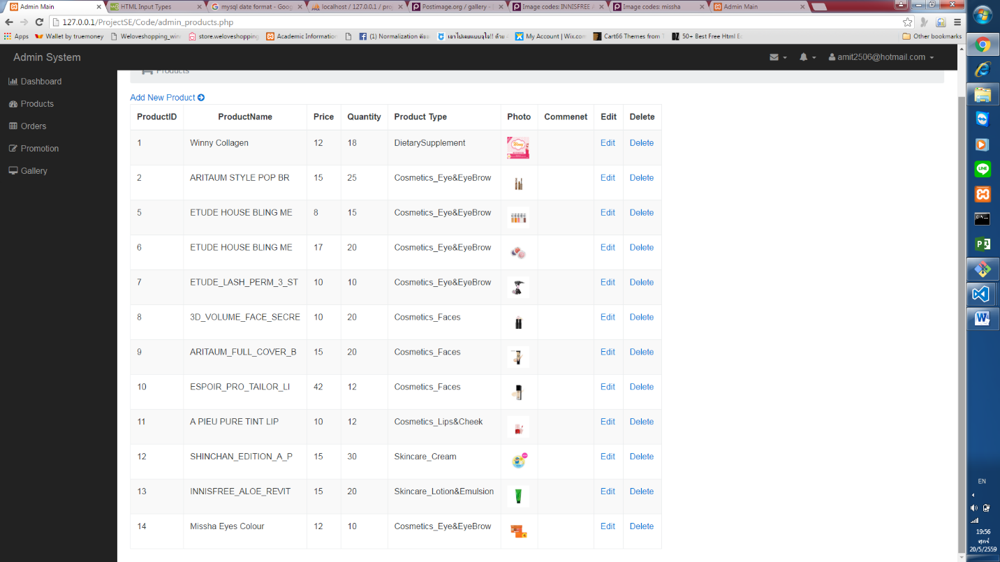 Admin Main
HTML Input Types
mysql date format - Goog
localhost / 127.0.0.1 / pro
Postimage.org / gallery -
Image codes: INNISFREE A
Image codes: missha
Admin Main
127.0.0.1/ProjectSE/Code/admin_products.php
Apps
Wallet by truemoney
Weloveshopping_win
store.weloveshopping
Academic Information
(1) Normalization คือ
เอาไปเลยแบบจุใจ!! ด้วย
My Account | Wix.com
Cart66 Themes from
50+ Best Free Html
Other bookmarks
Admin System
amit2506@hotmail.com
Dashboard
Products
Orders
Promotion
Gallery
Products
Add New Product
ProductID ProductName Price Quantity Product Type Photo Commenet Edit Delete
1 Winny Collagen 12 18 DietarySupplement Edit Delete
2 ARITAUM STYLE POP BR 15 25 Cosmetics_Eye&EyeBrow Edit Delete
5 ETUDE HOUSE BLING ME 8 15 Cosmetics_Eye&EyeBrow Edit Delete
6 ETUDE HOUSE BLING ME 17 20 Cosmetics_Eye&EyeBrow Edit Delete
7 ETUDE_LASH_PERM_3_ST 10 10 Cosmetics_Eye&EyeBrow Edit Delete
8 3D_VOLUME_FACE_SECRE 10 20 Cosmetics_Faces Edit Delete
9 ARITAUM_FULL_COVER_B 15 20 Cosmetics_Faces Edit Delete
10 ESPOIR_PRO_TAILOR_LI 42 12 Cosmetics_Faces Edit Delete
11 A PIEU PURE TINT LIP 10 12 Cosmetics_Lips&Cheek Edit Delete
12 SHINCHAN_EDITION_A_P 15 30 Skincare_Cream Edit Delete
13 INNISFREE_ALOE_REVIT 15 20 Skincare_Lotion&Emulsion Edit Delete
14 Missha Eyes Colour 12 10 Cosmetics_Eye&EyeBrow Edit Delete
EN
19:56
ศุกร์
20/5/2559